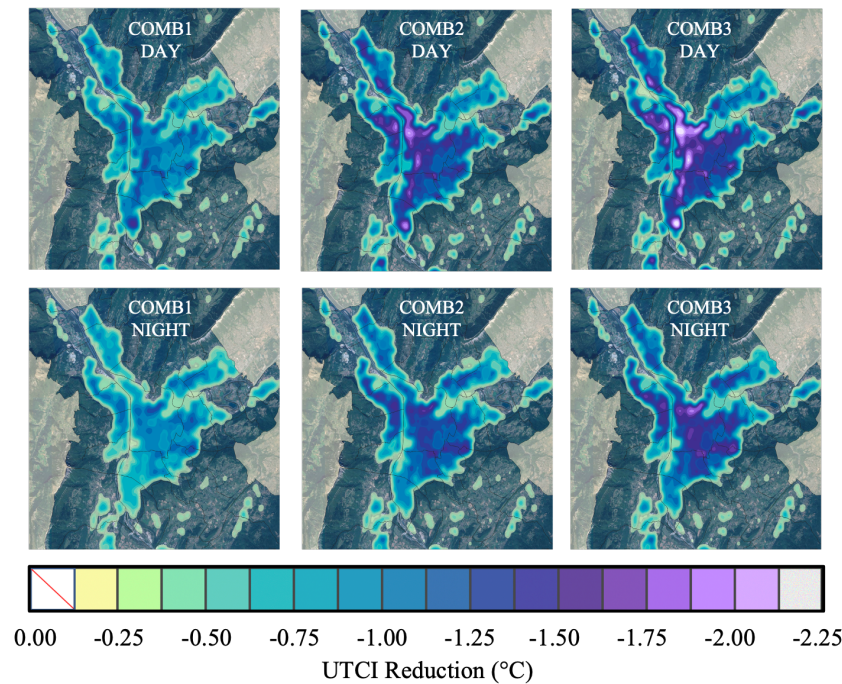 COMB1
DAY
COMB2
DAY
COMB3
DAY
COMB1
NIGHT
COMB2
NIGHT
COMB3
NIGHT
0.00 -0.25 -0.50 -0.75 -1.00 -1.25 -1.50 -1.75 -2.00 -2.25
UTCI Reduction (°C)